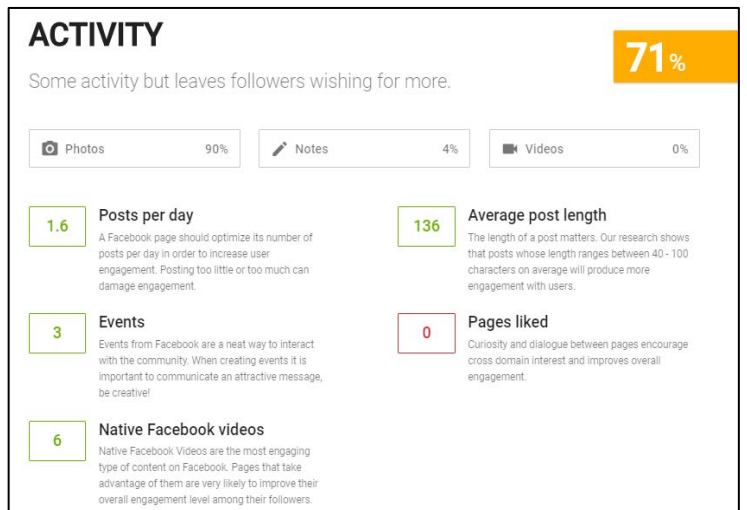 ACTIVITY
71%
Some activity but leaves followers wishing for more.
Photos 90%
Notes 4%
Videos 0%
1.6
Posts per day
A Facebook page should optimize its number of
posts per day in order to increase user
engagement. Posting too little or too much can
damage engagement.
136
Average post length
The length of a post matters. Our research shows
that posts whose length ranges between 40 - 100
characters on average will produce more
engagement with users.
3
Events
Events from Facebook are a neat way to interact
with the community. When creating events it is
important to communicate an attractive message,
be creative!
0
Pages liked
Curiosity and dialogue between pages encourage
cross domain interest and improves overall
engagement.
6
Native Facebook videos
Native Facebook Videos are the most engaging
type of content on Facebook. Pages that take
advantage of them are very likely to improve their
overall engagement level among their followers.